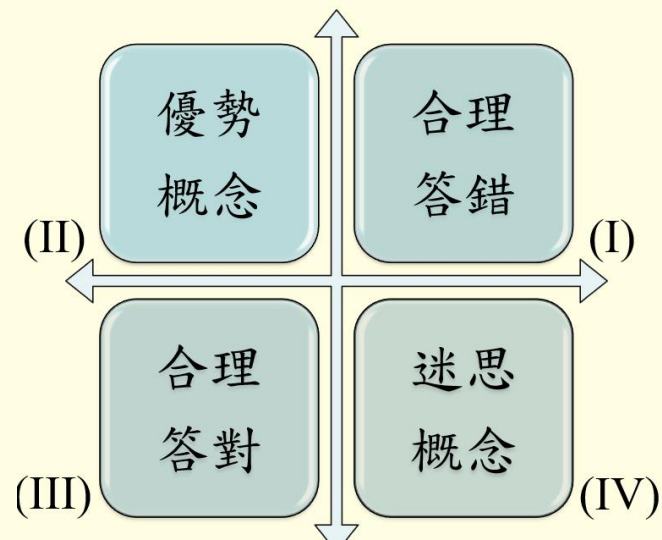 優勢
概念
合理
答錯
(II)
(I)
合理
答對
迷思
概念
(III)
(IV)